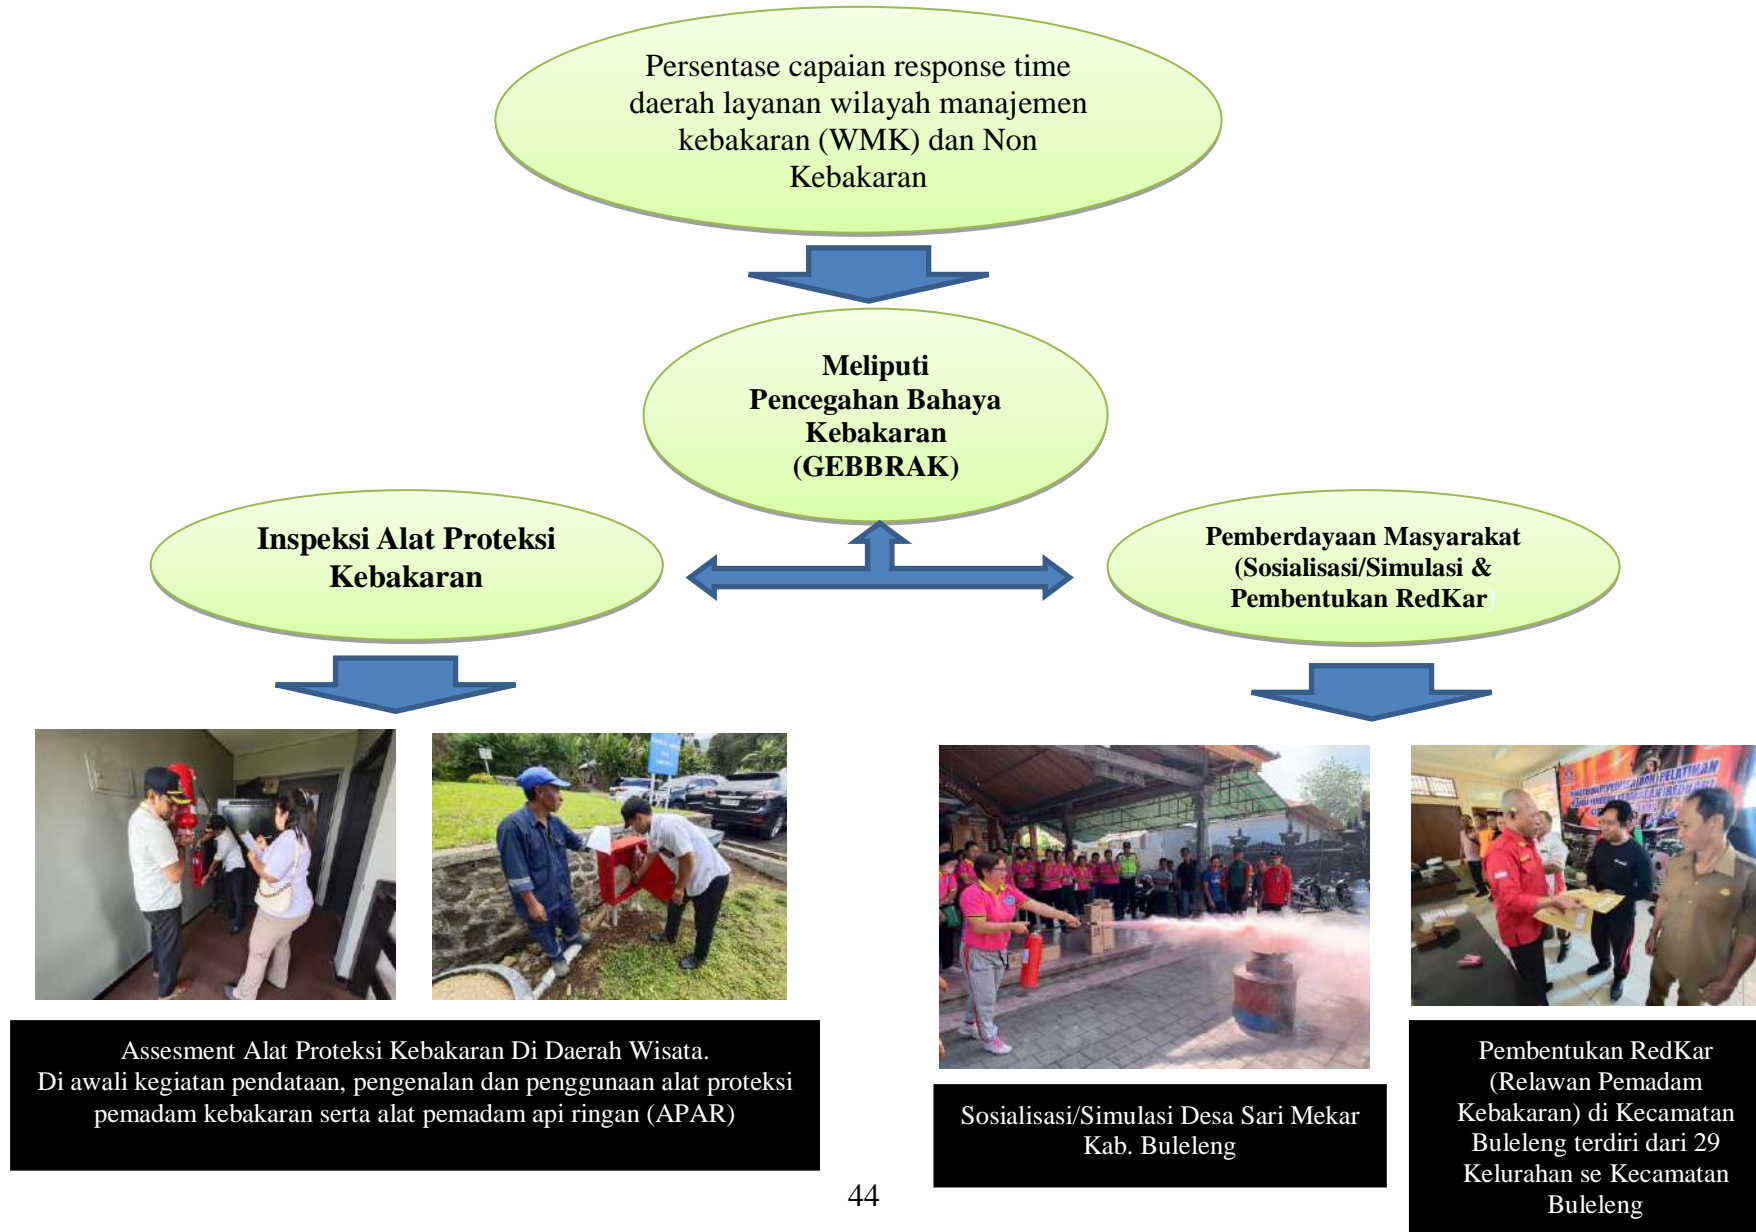 Persentase capaian response time
daerah layanan wilayah manajemen
kebakaran (WMK) dan Non
Kebakaran
Meliputi
Pencegahan Bahaya
Kebakaran
(GEBBRAK)
Inspeksi Alat Proteksi
Kebakaran
Pemberdayaan Masyarakat
(Sosialisasi/Simulasi &
Pembentukan RedKar)
Assesment Alat Proteksi Kebakaran Di Daerah Wisata.
Di awali kegiatan pendataan, pengenalan dan penggunaan alat proteksi
pemadam kebakaran serta alat pemadam api ringan (APAR)
Sosialisasi/Simulasi Desa Sari Mekar
Kab. Buleleng
Pembentukan RedKar
(Relawan Pemadam
Kebakaran) di Kecamatan
Buleleng terdiri dari 29
Kelurahan se Kecamatan
Buleleng
44